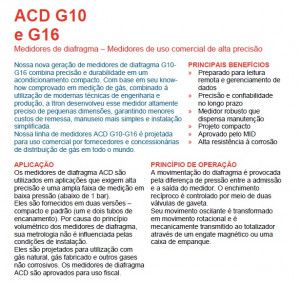 ACD G10
e G16
Medidores de diafragma – Medidores de uso comercial de alta precisão
Nossa nova geração de medidores de diafragma G10-
G16 combina precisão e durabilidade em um
acondicionamento compacto. Com base em seu know-
how comprovado em medição de gás, combinado à
utilização de modernas técnicas de engenharia e
produção, a Itron desenvolveu esse medidor altamente
preciso de pequenas dimensões, garantindo menores
custos de remessa, manuseio mais simples e instalação
simplificada.
Nossa linha de medidores ACD G10-G16 é projetada
para uso comercial por fornecedores e concessionárias
de distribuição de gás em todo o mundo.
PRINCIPAIS BENEFÍCIOS
» Preparado para leitura
remota e gerenciamento de
dados
» Precisão e confiabilidade
no longo prazo
» Medidor robusto que
dispensa manutenção
» Projeto compacto
» Aprovado pelo MID
» Alta resistência à corrosão
APLICAÇÃO
Os medidores de diafragma ACD são
utilizados em aplicações que exigem alta
precisão e uma ampla faixa de medição em
baixa pressão (abaixo de 1 bar).
Eles são fornecidos em duas versões –
compacto e padrão (um e dois tubos de
encanamento). Por causa do princípio
volumétrico dos medidores de diafragma,
sua metrologia não é influenciada pelas
condições de instalação.
Eles são projetados para utilização com
gás natural, gás fabricado e outros gases
não corrosivos. Os medidores de diafragma
ACD são aprovados para uso fiscal.
PRINCÍPIO DE OPERAÇÃO
A movimentação do diafragma é provocada
pela diferença de pressão entre a admissão
e a saída do medidor. O enchimento
recíproco é controlado por meio de duas
válvulas de gaveta.
Seu movimento oscilante é transformado
em movimento rotacional e é
mecanicamente transmitido ao totalizador
através de um engate magnético ou uma
caixa de empanque.